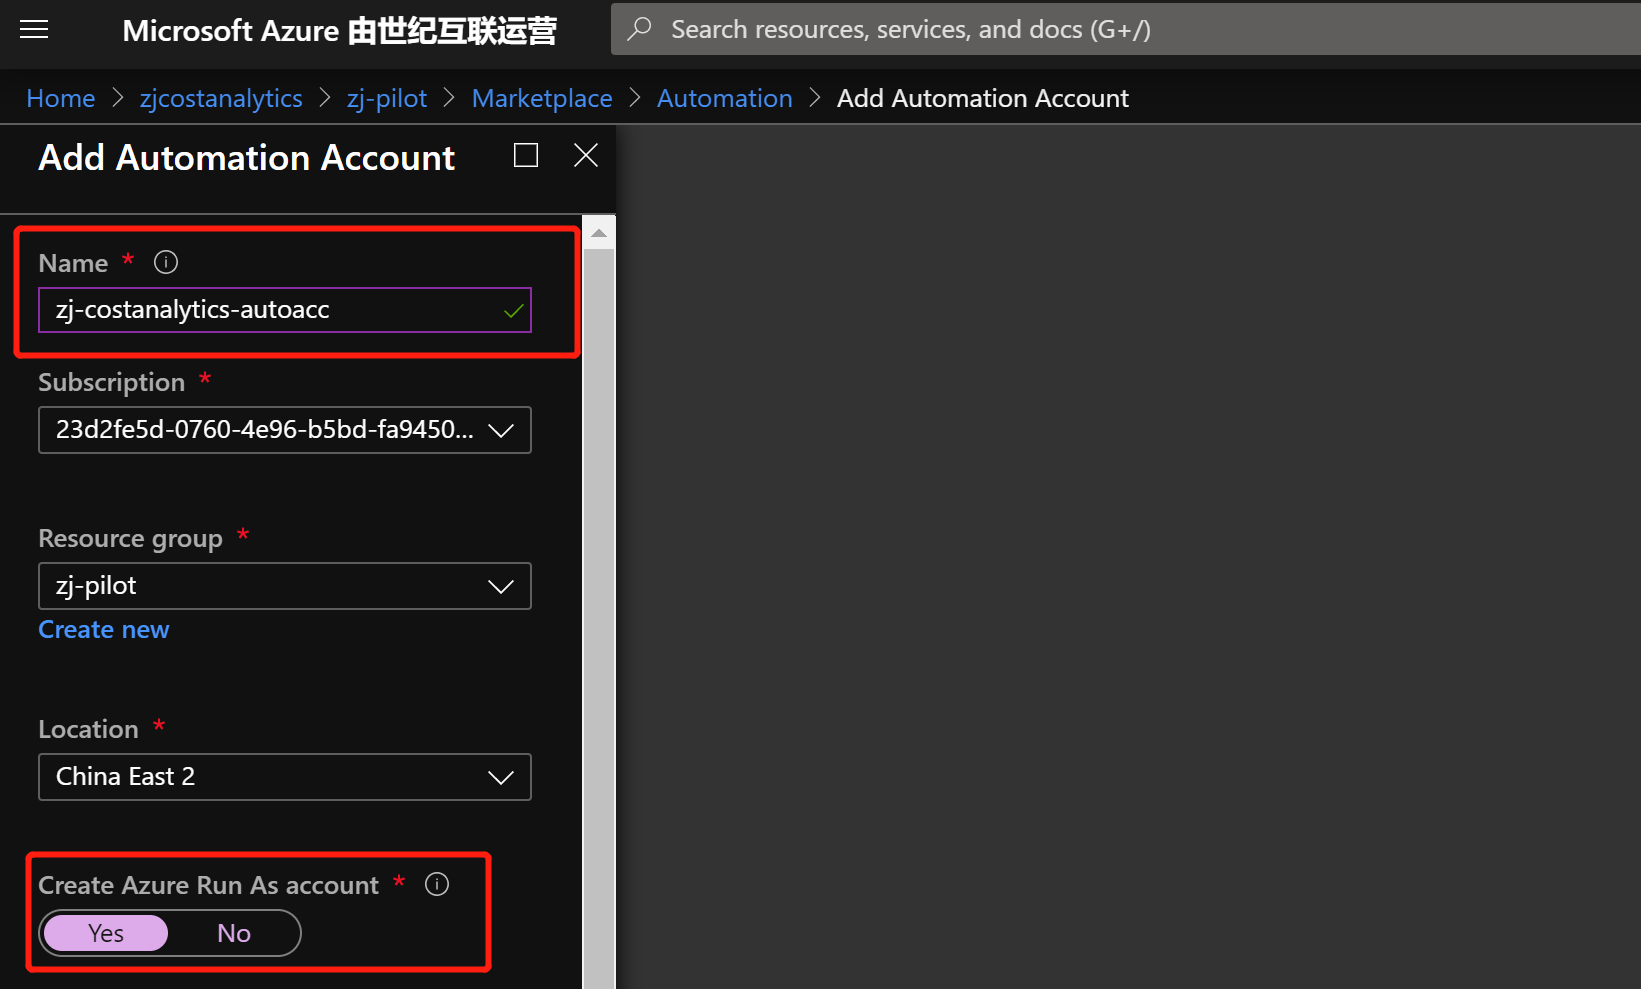 Microsoft Azure 由世纪互联运营
Search resources, services, and docs (G+/)
Home > zjcostanalytics > zj-pilot > Marketplace > Automation > Add Automation Account
Add Automation Account
Name *
zj-costanalytics-autoacc
Subscription *
23d2fe5d-0760-4e96-b5bd-fa9450...
Resource group *
zj-pilot
Create new
Location *
China East 2
Create Azure Run As account *
Yes No